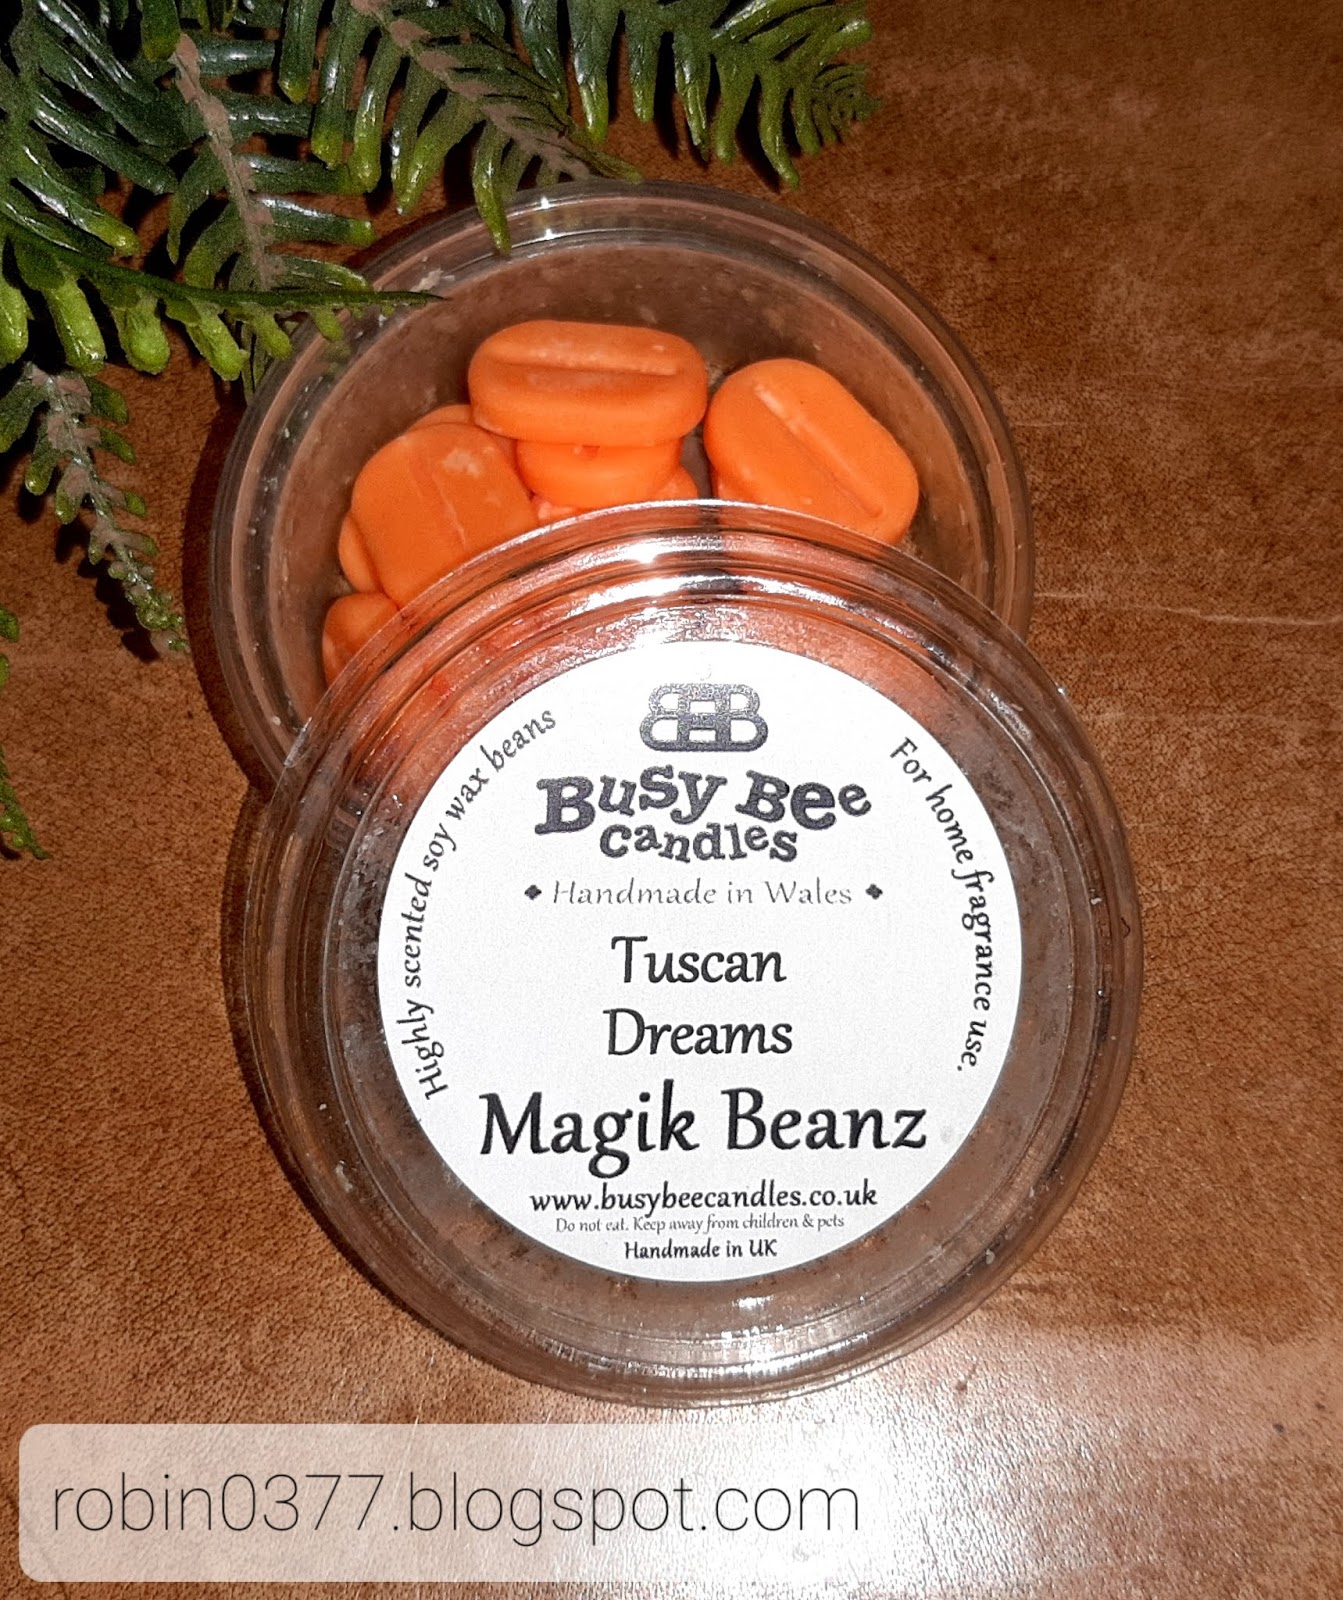 Busy Bee
candles
Handmade in Wales
Highly scented soy wax beans
For home fragrance use.
Tuscan
Dreams
Magik Beanz
www.busybeecandles.co.uk
Do not eat. Keep away from children & pets
Handmade in UK
robin0377.blogspot.com